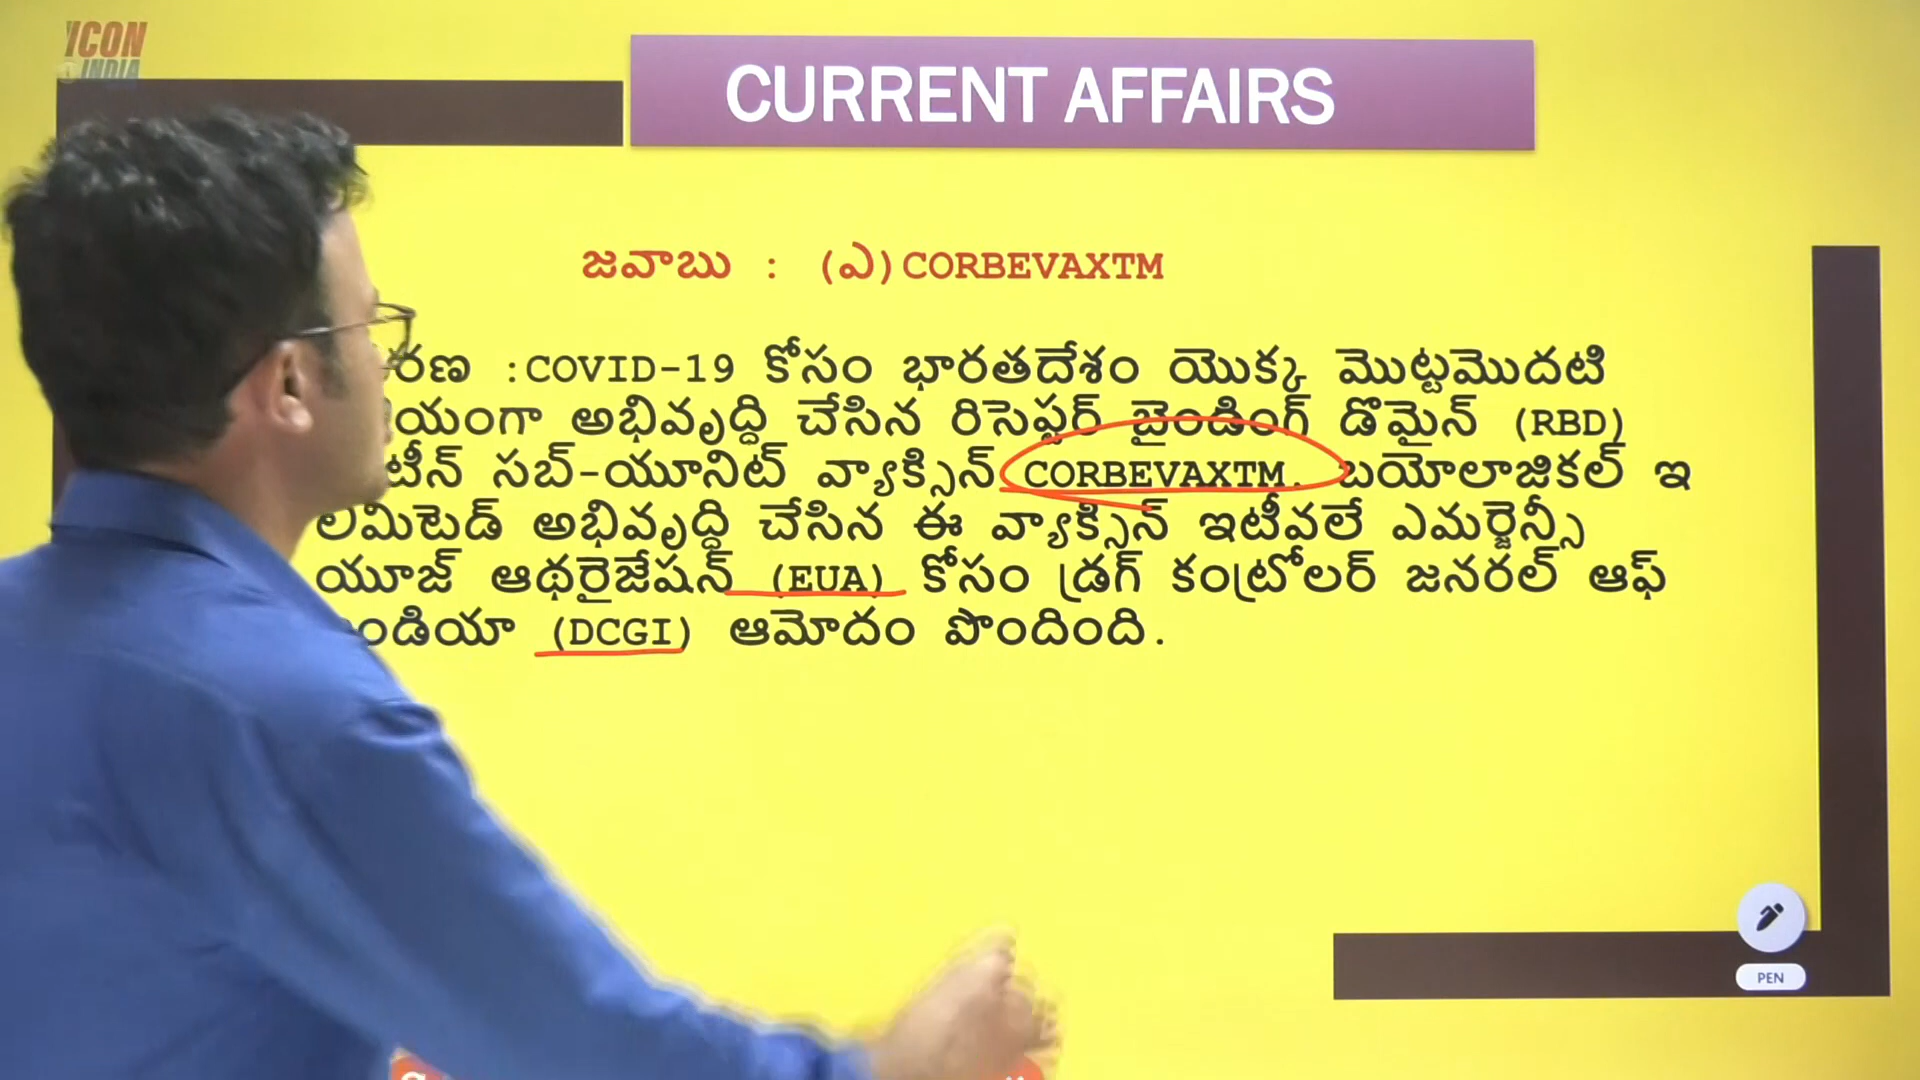 ICON
INDIA
CURRENT AFFAIRS
జవాబు : (ఎ)CORBEVAXTM
:COVID-19 కోసం భారతదేశం యొక్క మొట్టమొదటి
అభివృద్ధి చేసిన రిసెప్టర్ బైండింగ్ డొమైన్ (RBD)
సబ్-యూనిట్ వ్యాక్సిన్ CORBEVAXTM. బయోలాజికల్ ఇ
లిమిటెడ్ అభివృద్ధి చేసిన ఈ వ్యాక్సిన్ ఇటీవలే ఎమర్జెన్సీ
యూజ్ ఆథరైజేషన్ (EUA) కోసం డ్రగ్ కంట్రోలర్ జనరల్ ఆఫ్
(DCGI) ఆమోదం పొందింది.
PEN